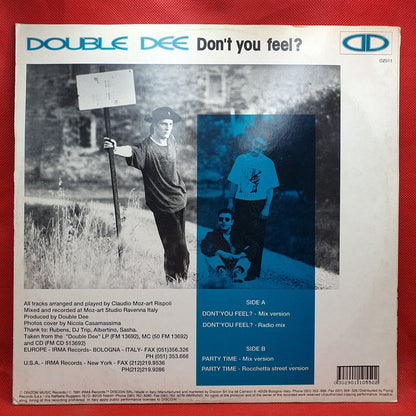 DOUBLE DEE Don't you feel?
SIDE A
DONT'YOU FEEL? - Mix version
DONT'YOU FEEL? - Radio mix
SIDE B
PARTY TIME - Mix version
PARTY TIME - Rocchetta street version
All tracks arranged and played by Claudio Moz-art Rispoli
Mixed and recorded at Moz-art Studio Ravenna Italy
Produced by Double Dee
Photos cover by Nicola Casamassima
Thank to: Rubens, DJ Trip, Albertino, Sasha.
Taken from the "Double Dee" LP (FM 13692), MC (50 FM 13692)
and CD (FM CD 513692)
EUROPE - IRMA Records- BOLOGNA - ITALY- FAX (051)356.326
PH (051) 353.666
U.S.A. - IRMA Records - New York - FAX (212)219.9536
PH(212)219.9286